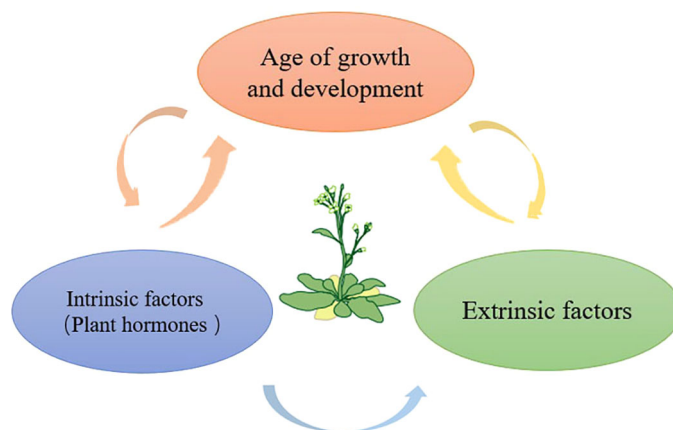 Age of growth
and development
Intrinsic factors
(Plant hormones )
Extrinsic factors